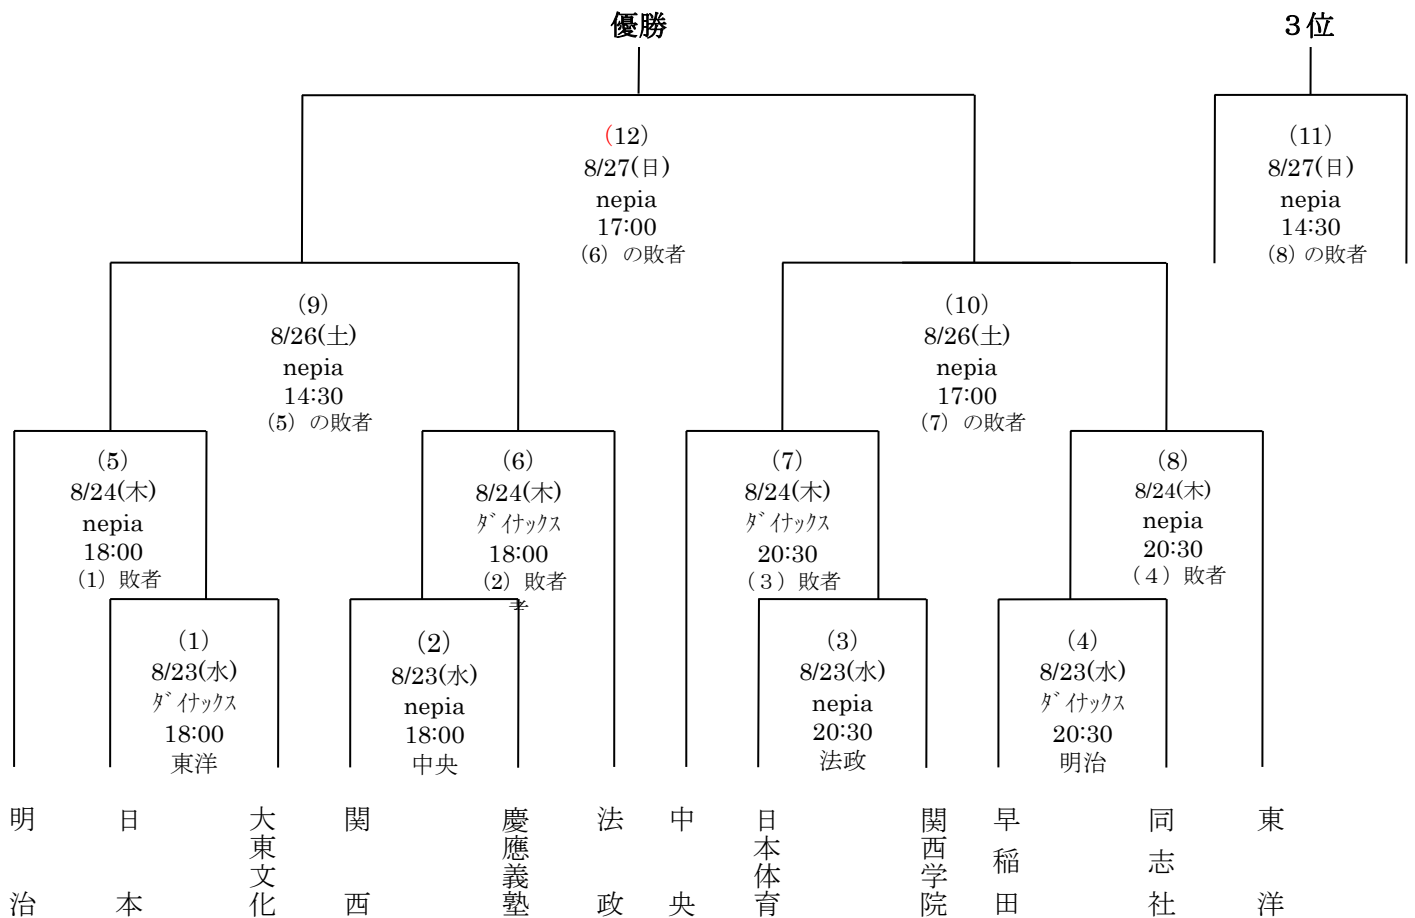 優勝
３位
(12)
8/27(日)
nepia
17:00
(6) の敗者
(11)
8/27(日)
nepia
14:30
(8) の敗者
(9)
8/26(土)
nepia
14:30
(5) の敗者
(10)
8/26(土)
nepia
17:00
(7) の敗者
(5)
8/24(木)
nepia
18:00
(1) 敗者
(6)
8/24(木)
ﾀﾞｲﾅｯｸｽ
18:00
(2) 敗者
(7)
8/24(木)
ﾀﾞｲﾅｯｸｽ
20:30
(３) 敗者
(8)
8/24(木)
nepia
20:30
(４) 敗者
(1)
8/23(水)
ﾀﾞｲﾅｯｸｽ
18:00
東洋
(2)
8/23(水)
nepia
18:00
中央
(3)
8/23(水)
nepia
20:30
法政
(4)
8/23(水)
ﾀﾞｲﾅｯｸｽ
20:30
明治
明治
日本
大東文化
関西
慶應義塾
法政
中央
日本体育
関西学院
早稲田
同志社
東洋